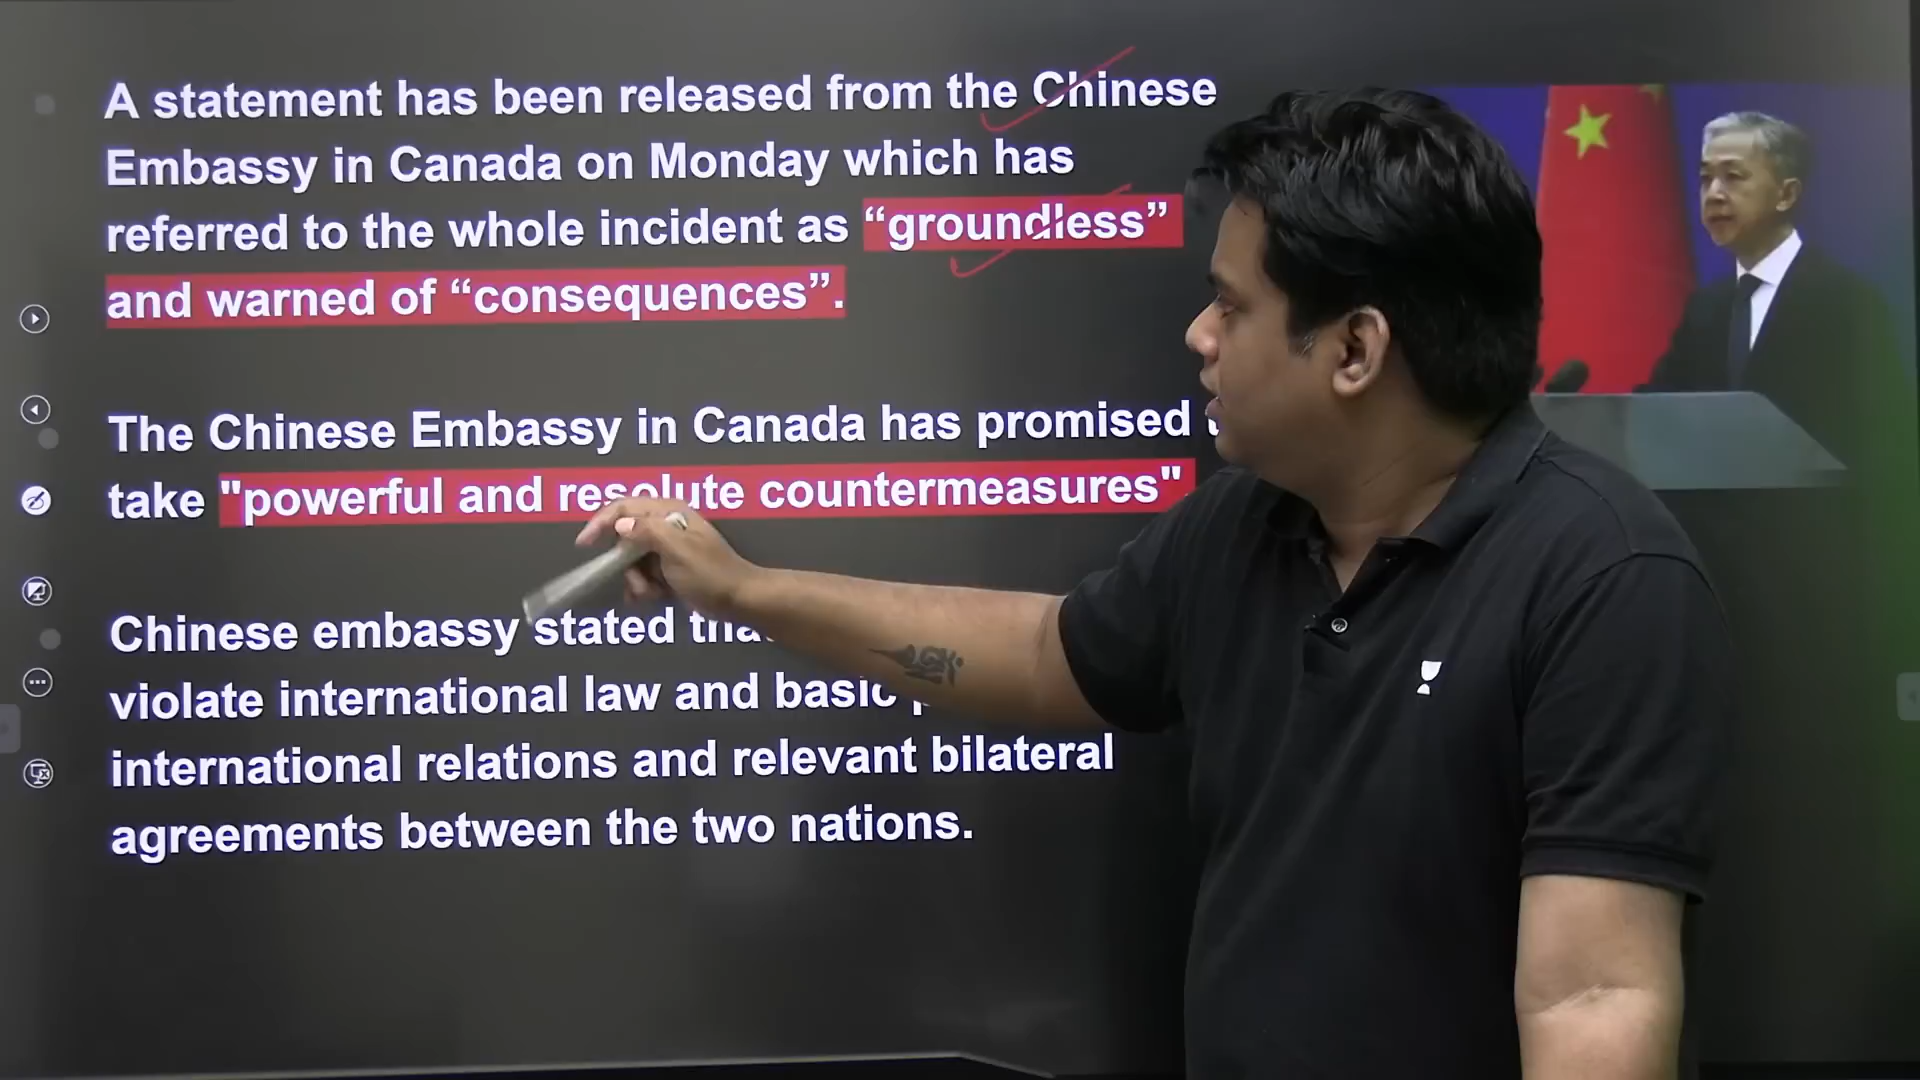 A statement has been released from the Chinese
Embassy in Canada on Monday which has
referred to the whole incident as “groundless”
and warned of “consequences”.
The Chinese Embassy in Canada has promised
take "powerful and resolute countermeasures".
Chinese embassy stated
violate international law and basic
international relations and relevant bilateral
agreements between the two nations.